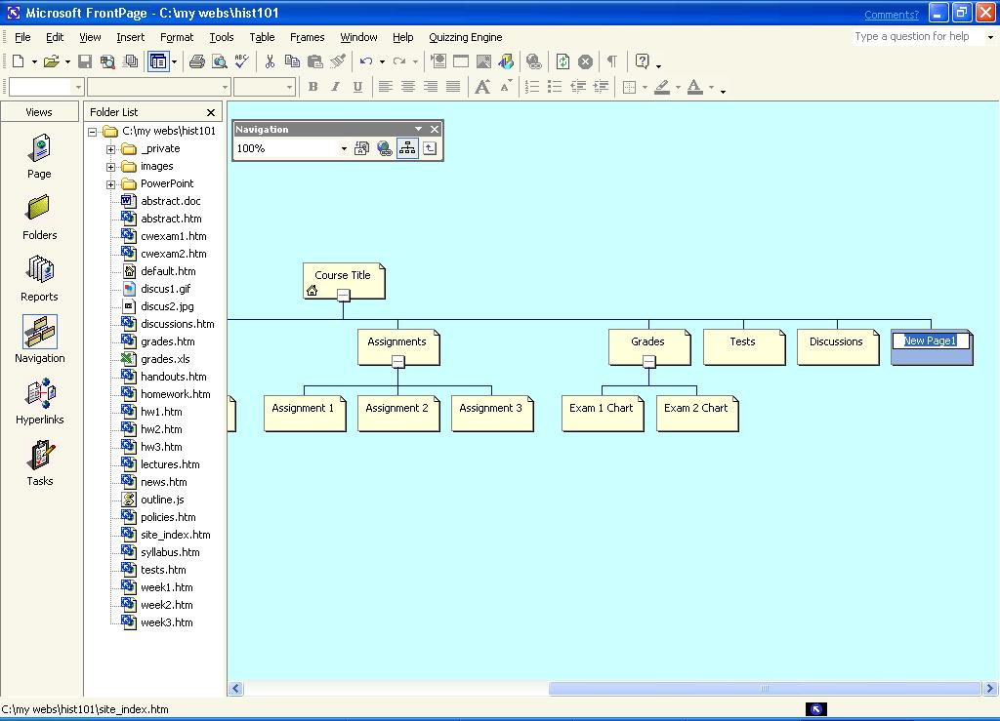 Microsoft FrontPage - C:\my webs\hist101
Comments?
File Edit View Insert Format Tools Table Frames Window Help Quizzing Engine
Type a question for help
B I U
Views
Folder List
Page
Folders
Reports
Navigation
Hyperlinks
Tasks
C:\my webs\hist101
_private
images
PowerPoint
abstract.doc
abstract.htm
cwexam1.htm
cwexam2.htm
default.htm
discus1.gif
discus2.jpg
discussions.htm
grades.htm
grades.xls
handouts.htm
homework.htm
hw1.htm
hw2.htm
hw3.htm
lectures.htm
news.htm
outline.js
policies.htm
site_index.htm
syllabus.htm
tests.htm
week1.htm
week2.htm
week3.htm
Navigation
100%
Course Title
Assignments
Grades
Tests
Discussions
New Page1
Assignment 1
Assignment 2
Assignment 3
Exam 1 Chart
Exam 2 Chart
C:\my webs\hist101\site_index.htm